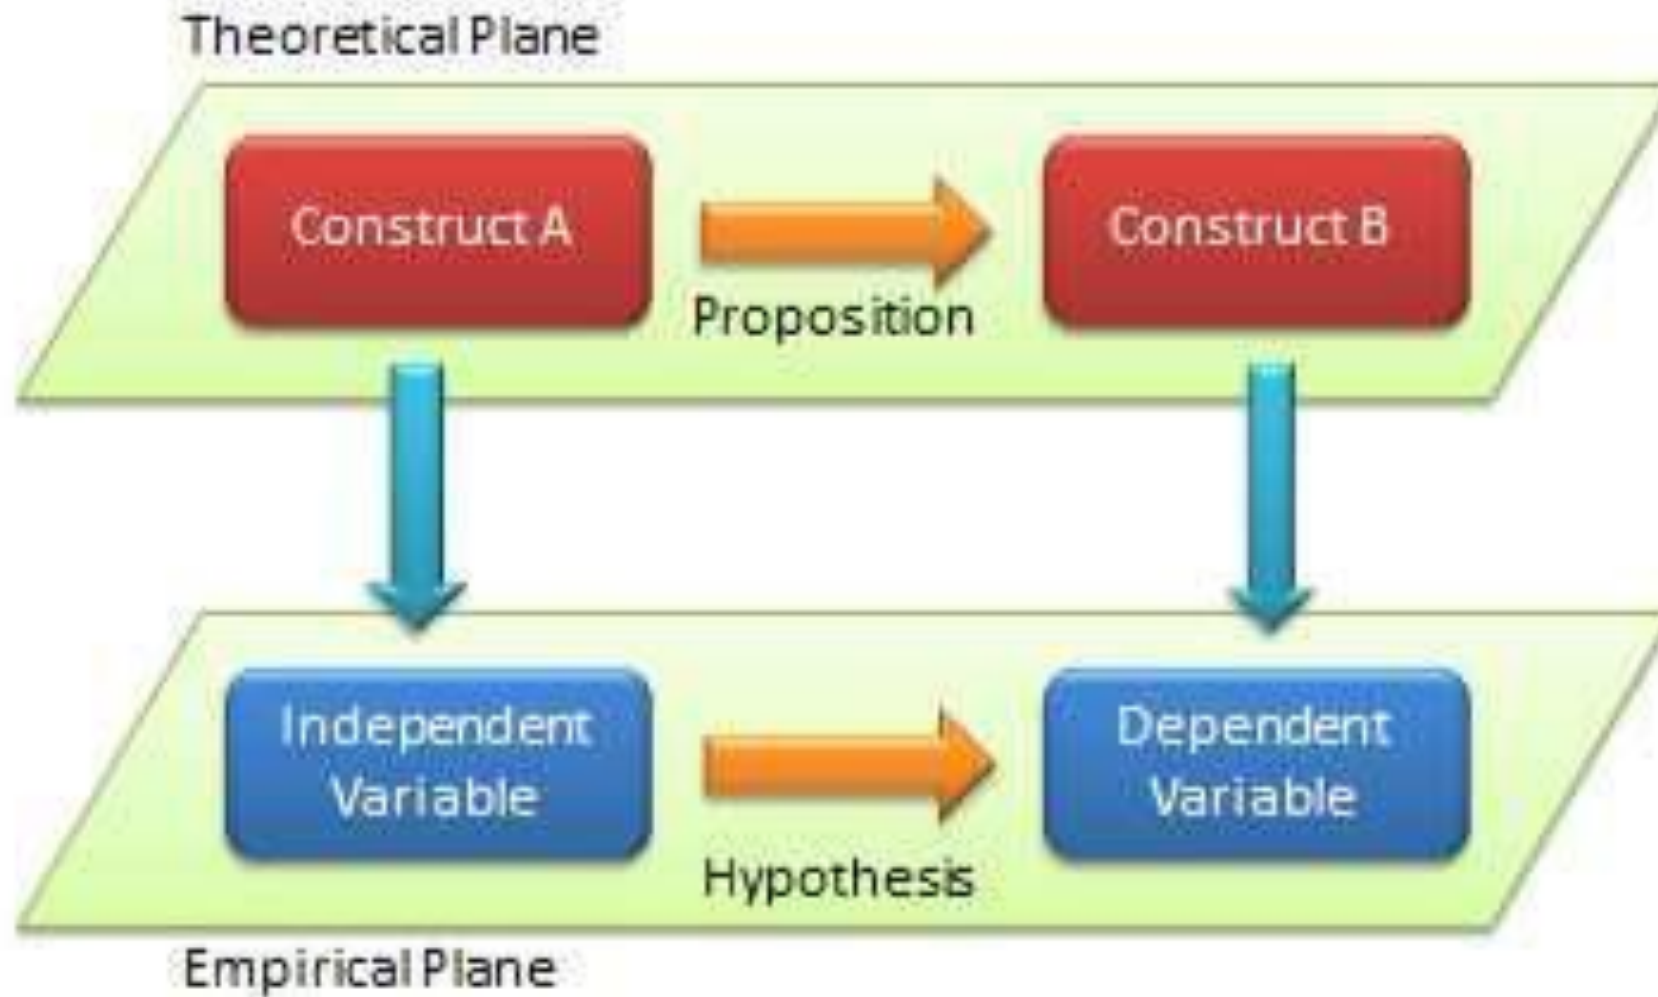 Theoretical Plane
Construct A
Construct B
Proposition
Independent
Variable
Dependent
Variable
Hypothesis
Empirical Plane